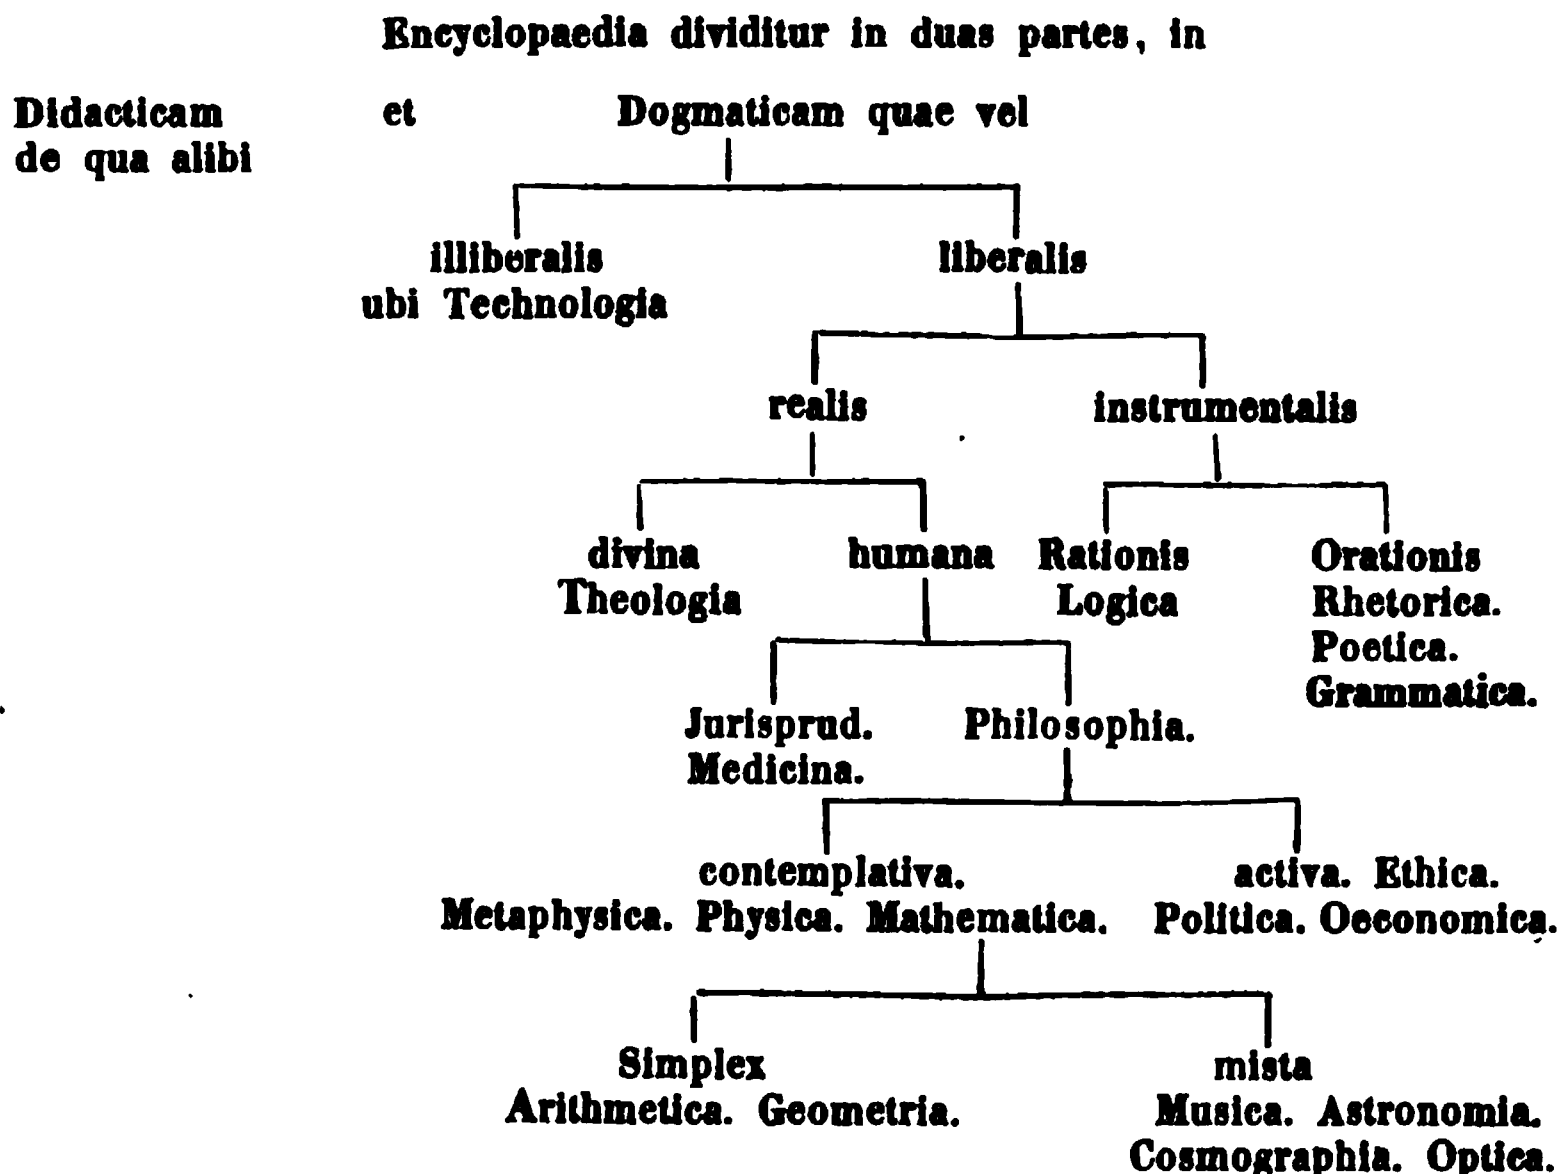 Encyclopaedia dividitur in duas partes, in
Didacticam et Dogmaticam quae vel
de qua alibi
illiberalis liberalis
ubi Technologia
realis instrumentalis
divina humana Rationis Orationis
Theologia Logica Rhetorica.
Poetica.
Grammatica.
Jurisprud. Philosophia.
Medicina.
contemplativa. activa. Ethica.
Metaphysica. Physica. Mathematica. Politica. Oeconomica.
Simplex mista
Arithmetica. Geometria. Musica. Astronomia.
Cosmographia. Optica.